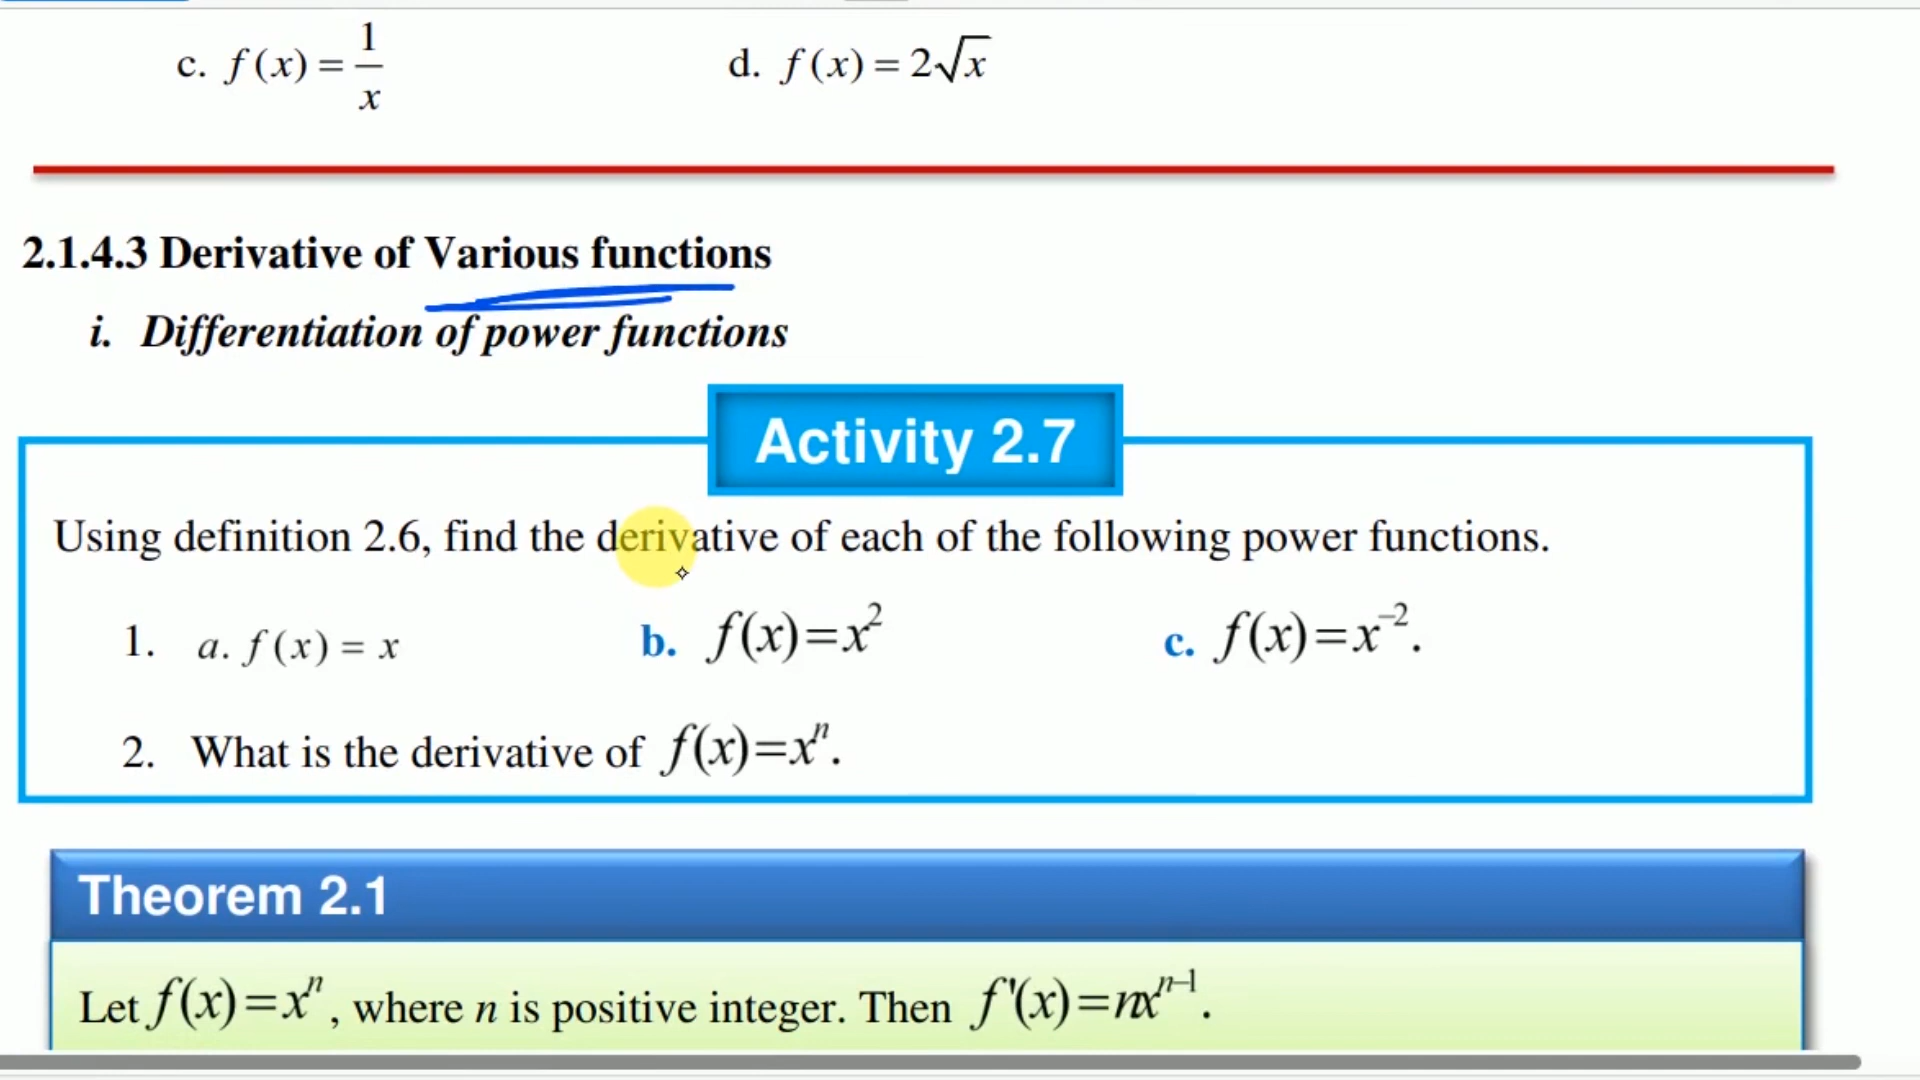 c. f(x) = 1/x d. f(x) = 2√x
2.1.4.3 Derivative of Various functions
i. Differentiation of power functions
Activity 2.7
Using definition 2.6, find the derivative of each of the following power functions.
1. a. f(x) = x b. f(x)=x² c. f(x)=x⁻².
2. What is the derivative of f(x)=xⁿ.
Theorem 2.1
Let f(x)=xⁿ, where n is positive integer. Then f'(x)=nxⁿ⁻¹.